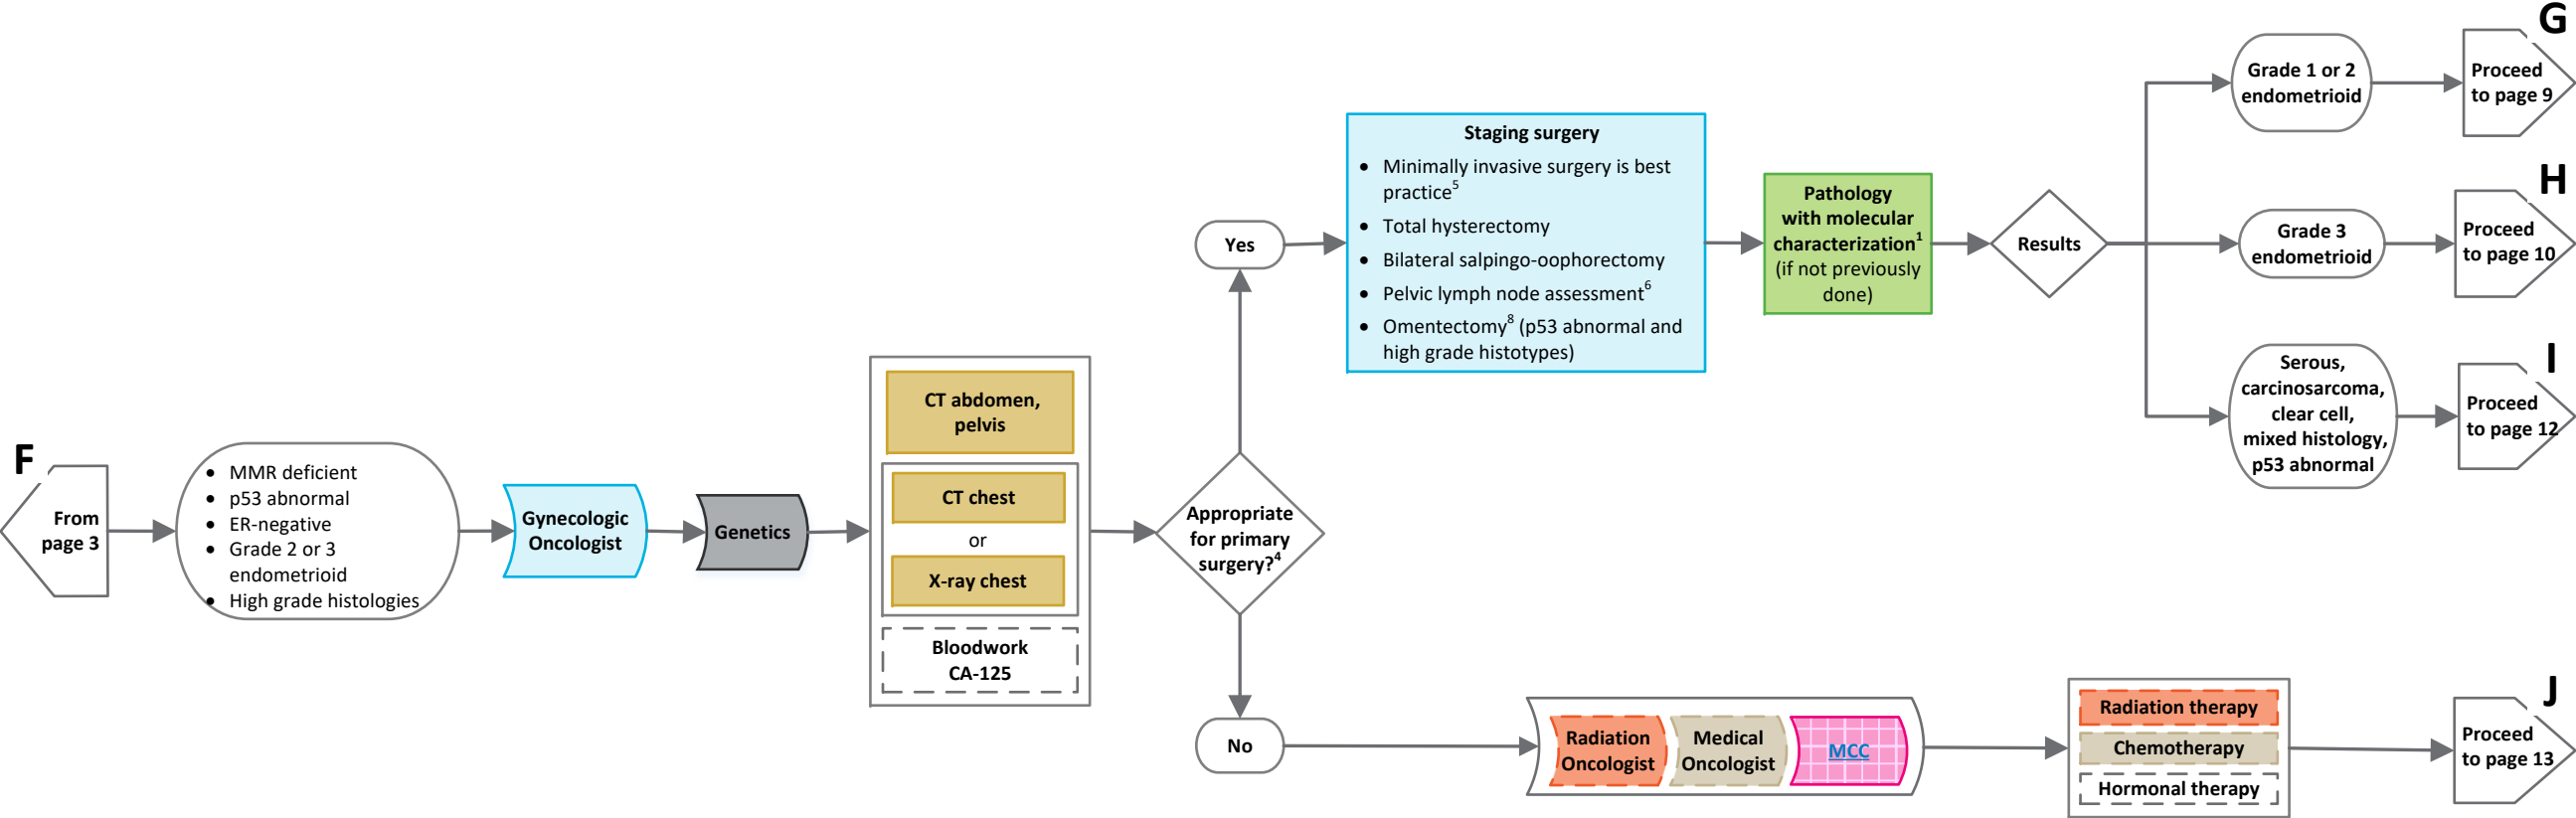 F
From
page 3
• MMR deficient
• p53 abnormal
• ER-negative
• Grade 2 or 3
endometrioid
• High grade histologies
Gynecologic
Oncologist
Genetics
CT abdomen,
pelvis
CT chest
or
X-ray chest
Bloodwork
CA-125
Appropriate
for primary
surgery?4
Yes
Staging surgery
• Minimally invasive surgery is best
practice5
• Total hysterectomy
• Bilateral salpingo-oophorectomy
• Pelvic lymph node assessment6
• Omentectomy8 (p53 abnormal and
high grade histotypes)
Pathology
with molecular
characterization1
(if not previously
done)
Results
Grade 1 or 2
endometrioid
G
Proceed
to page 9
Grade 3
endometrioid
H
Proceed
to page 10
Serous,
carcinosarcoma,
clear cell,
mixed histology,
p53 abnormal
I
Proceed
to page 12
No
Radiation
Oncologist
Medical
Oncologist
MCC
Radiation therapy
Chemotherapy
Hormonal therapy
J
Proceed
to page 13